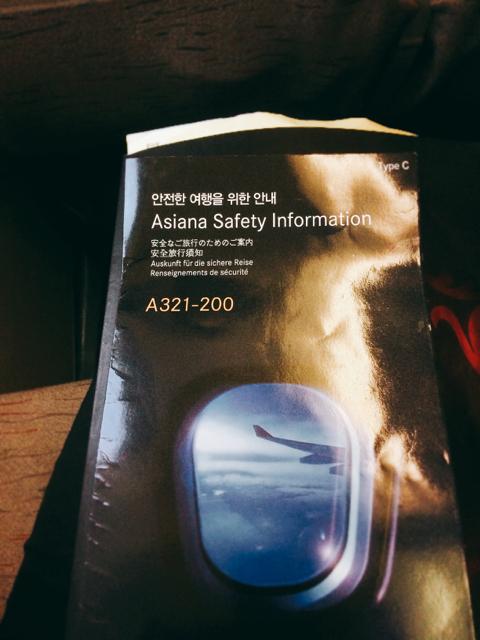 Type C
안전한 여행을 위한 안내
Asiana Safety Information
安全なご旅行のためのご案内
安全旅行須知
Auskunft für die sichere Reise
Renseignements de sécurité
A321-200